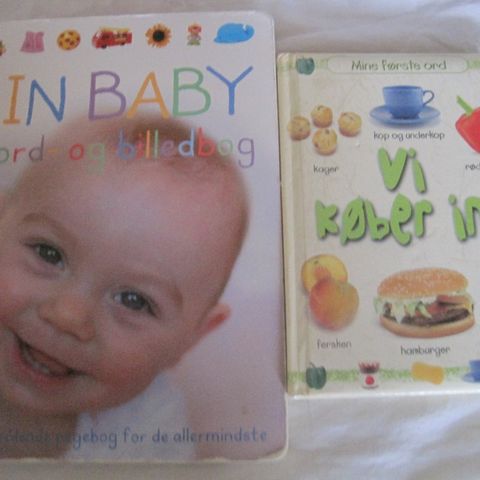 IN BABY
ord- og billedbog
pegebog for de allermindste
Mine første ord
kager
kop og underkop
Vi
køber in
fersken
hamburger